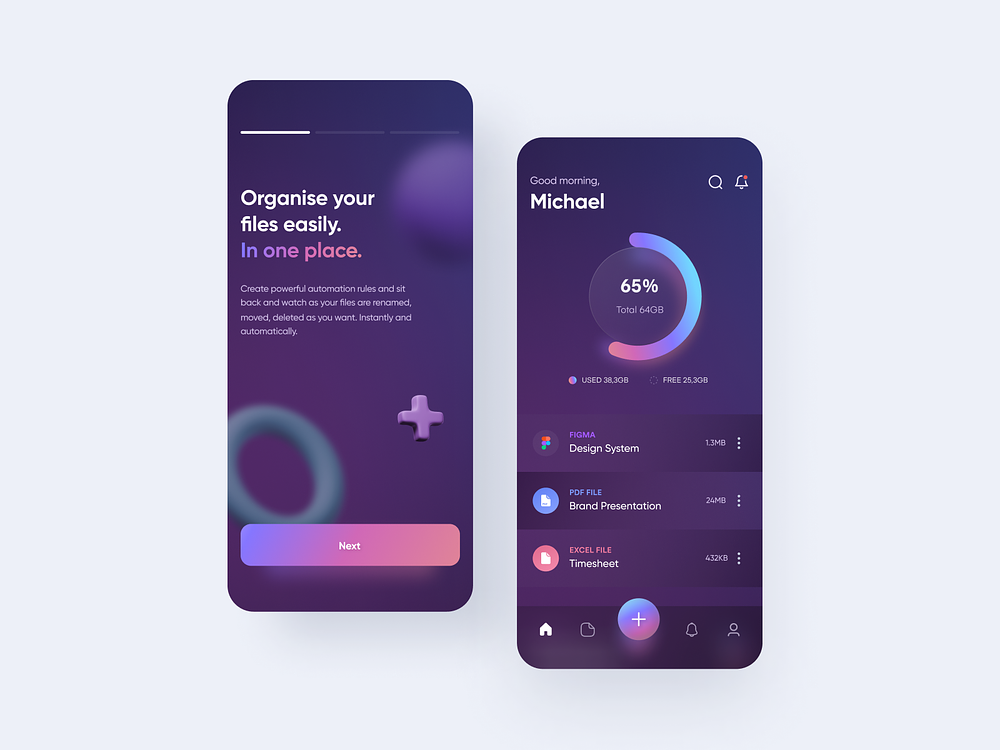 Organise your
files easily.
In one place.
Create powerful automation rules and sit
back and watch as your files are renamed,
moved, deleted as you want. Instantly and
automatically.
Next
Good morning,
Michael
65%
Total 64GB
USED 38,3GB
FREE 25,3GB
FIGMA
Design System
1.3MB
PDF FILE
Brand Presentation
24MB
EXCEL FILE
Timesheet
432KB